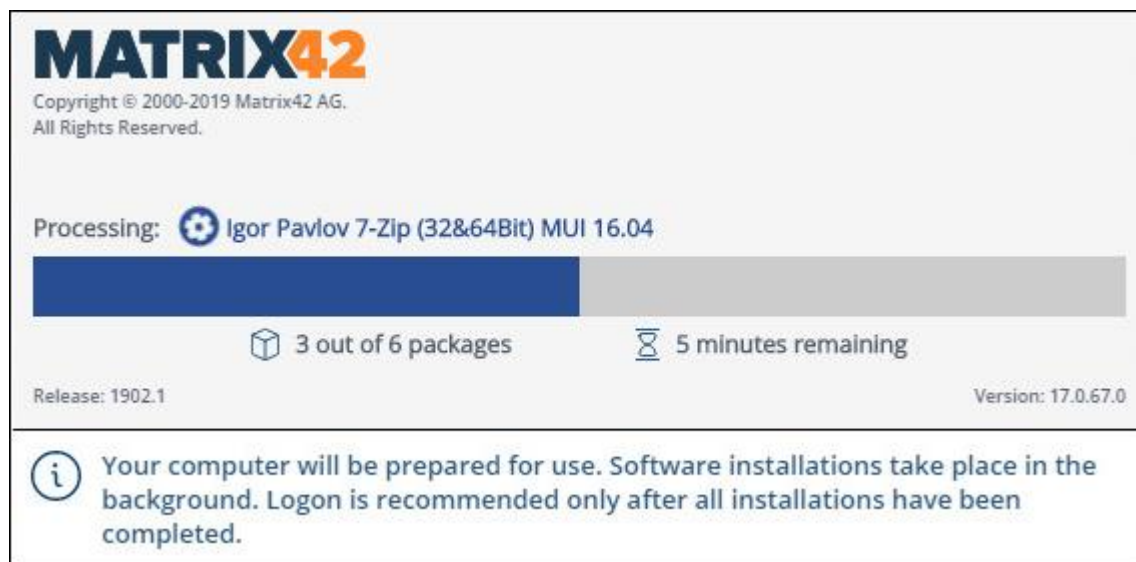 MATRIX42
Copyright © 2000-2019 Matrix42 AG.
All Rights Reserved.
Processing: Igor Pavlov 7-Zip (32&64Bit) MUI 16.04
3 out of 6 packages 5 minutes remaining
Release: 1902.1 Version: 17.0.67.0
Your computer will be prepared for use. Software installations take place in the
background. Logon is recommended only after all installations have been
completed.